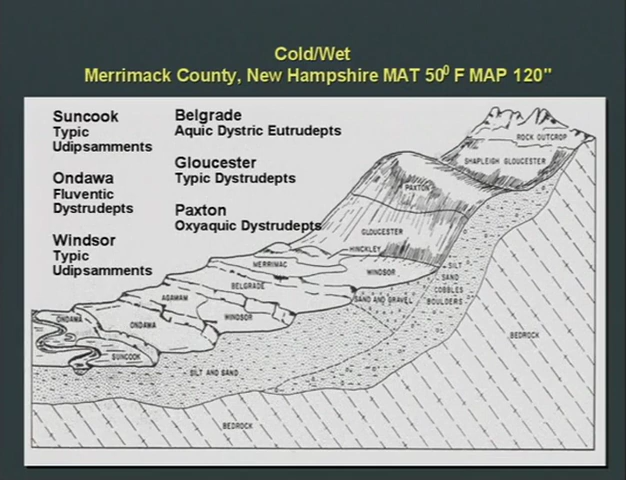 Cold/Wet
Merrimack County, New Hampshire MAT 50⁰ F MAP 120"
Suncook
Typic
Udipsamments
Ondawa
Fluventic
Dystrudepts
Windsor
Typic
Udipsamments
Belgrade
Aquic Dystric Eutrudepts
Gloucester
Typic Dystrudepts
Paxton
Oxyaquic Dystrudepts
ROCK OUTCROP
SHAPLEIGH GLOUCESTER
PAXTON
GLOUCESTER
HINCKLEY
MERRIMAC
WINDSOR
BELGRADE
AGAWAM
WINDSOR
ONDAWA
ONDAWA
SUNCOOK
SILT
SAND
COBBLES
BOULDERS
SAND AND GRAVEL
SILT AND SAND
BEDROCK
BEDROCK